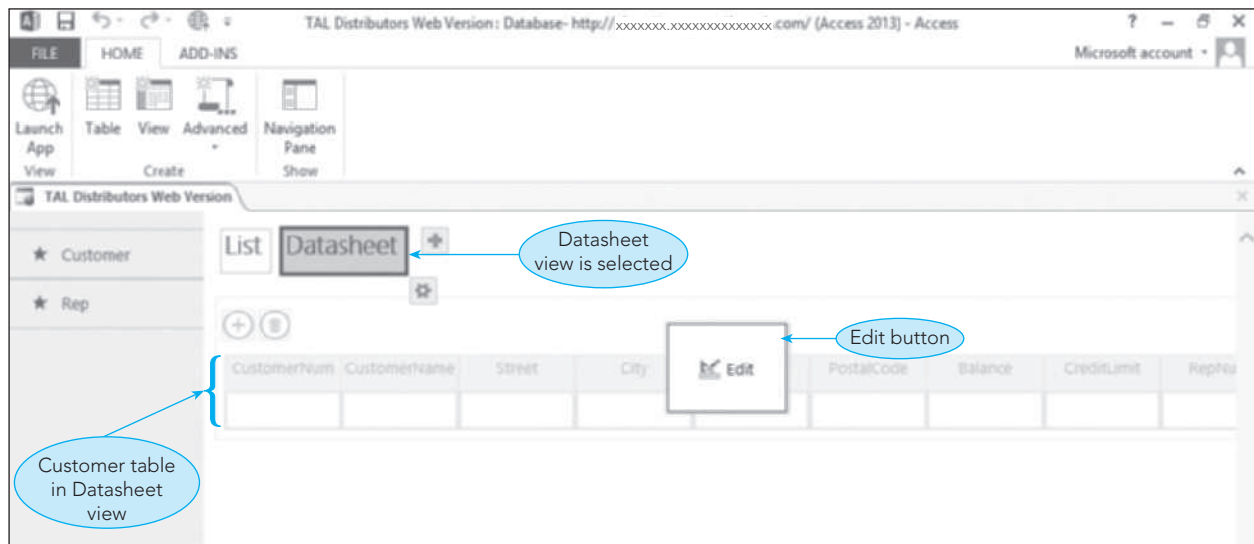 TAL Distributors Web Version : Database- http://xxxxxxx.xxxxxxxxxxxxxxxx.com/ (Access 2013) - Access
?
FILE HOME ADD-INS
Microsoft account
Launch App
Table
View
Advanced
Navigation Pane
View
Create
Show
TAL Distributors Web Version
Customer
Rep
List
Datasheet
Datasheet
view is selected
Edit button
Edit
CustomerNum CustomerName Street City PostalCode Balance CreditLimit
Customer table
in Datasheet
view